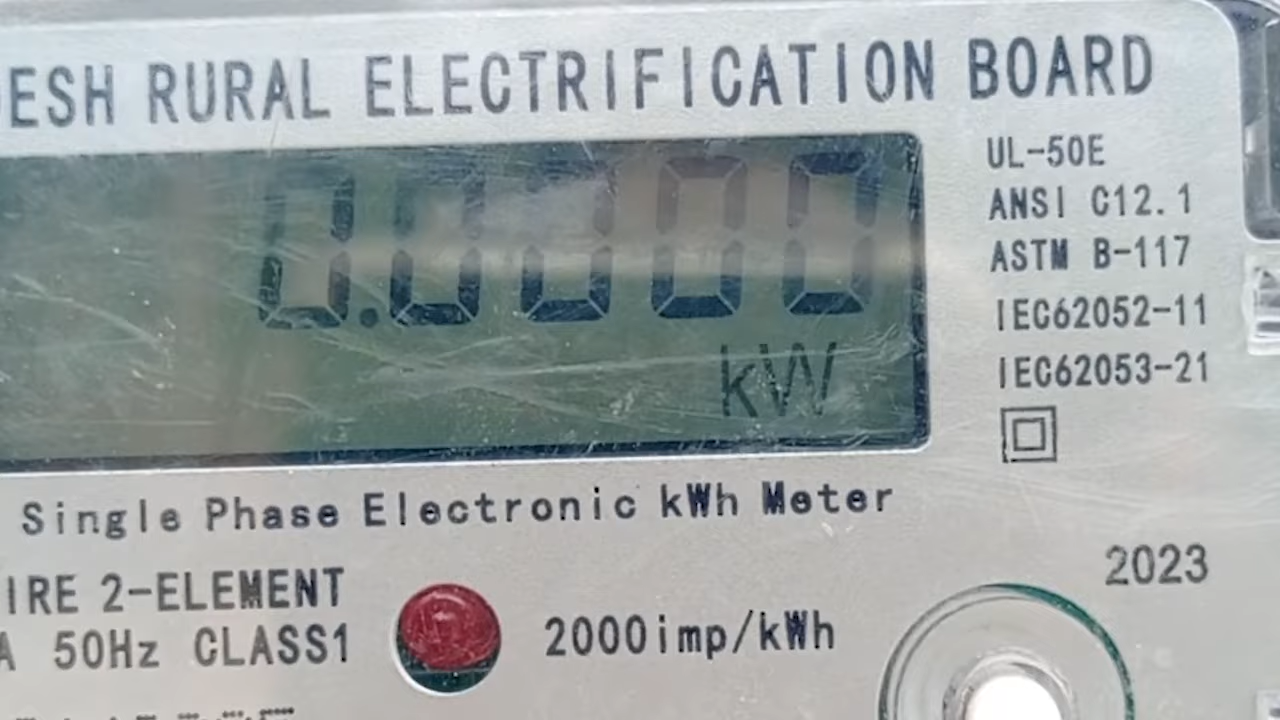 ESH RURAL ELECTRIFICATION BOARD
0.0000
kW
UL-50E
ANSI C12.1
ASTM B-117
IEC62052-11
IEC62053-21
Single Phase Electronic kWh Meter
2023
IRE 2-ELEMENT
A 50Hz CLASS1
2000imp/kWh